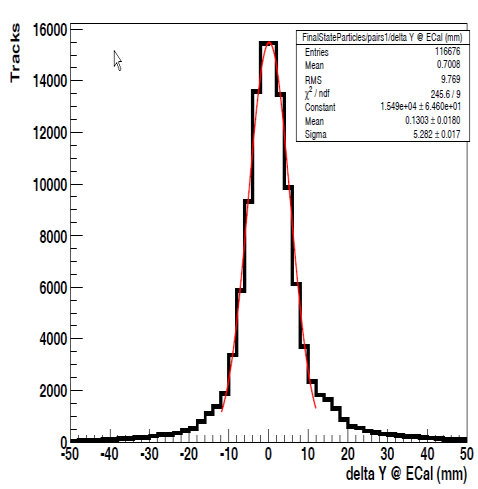 Tracks
16000
14000
12000
10000
8000
6000
4000
2000
0
-50 -40 -30 -20 -10 0 10 20 30 40 50
delta Y @ ECal (mm)
FinalStateParticles/pairs1/delta Y @ ECal (mm)
Entries 116676
Mean 0.7008
RMS 9.769
χ² / ndf 245.6 / 9
Constant 1.549e+04 ± 6.460e+01
Mean 0.1303 ± 0.0180
Sigma 5.282 ± 0.017